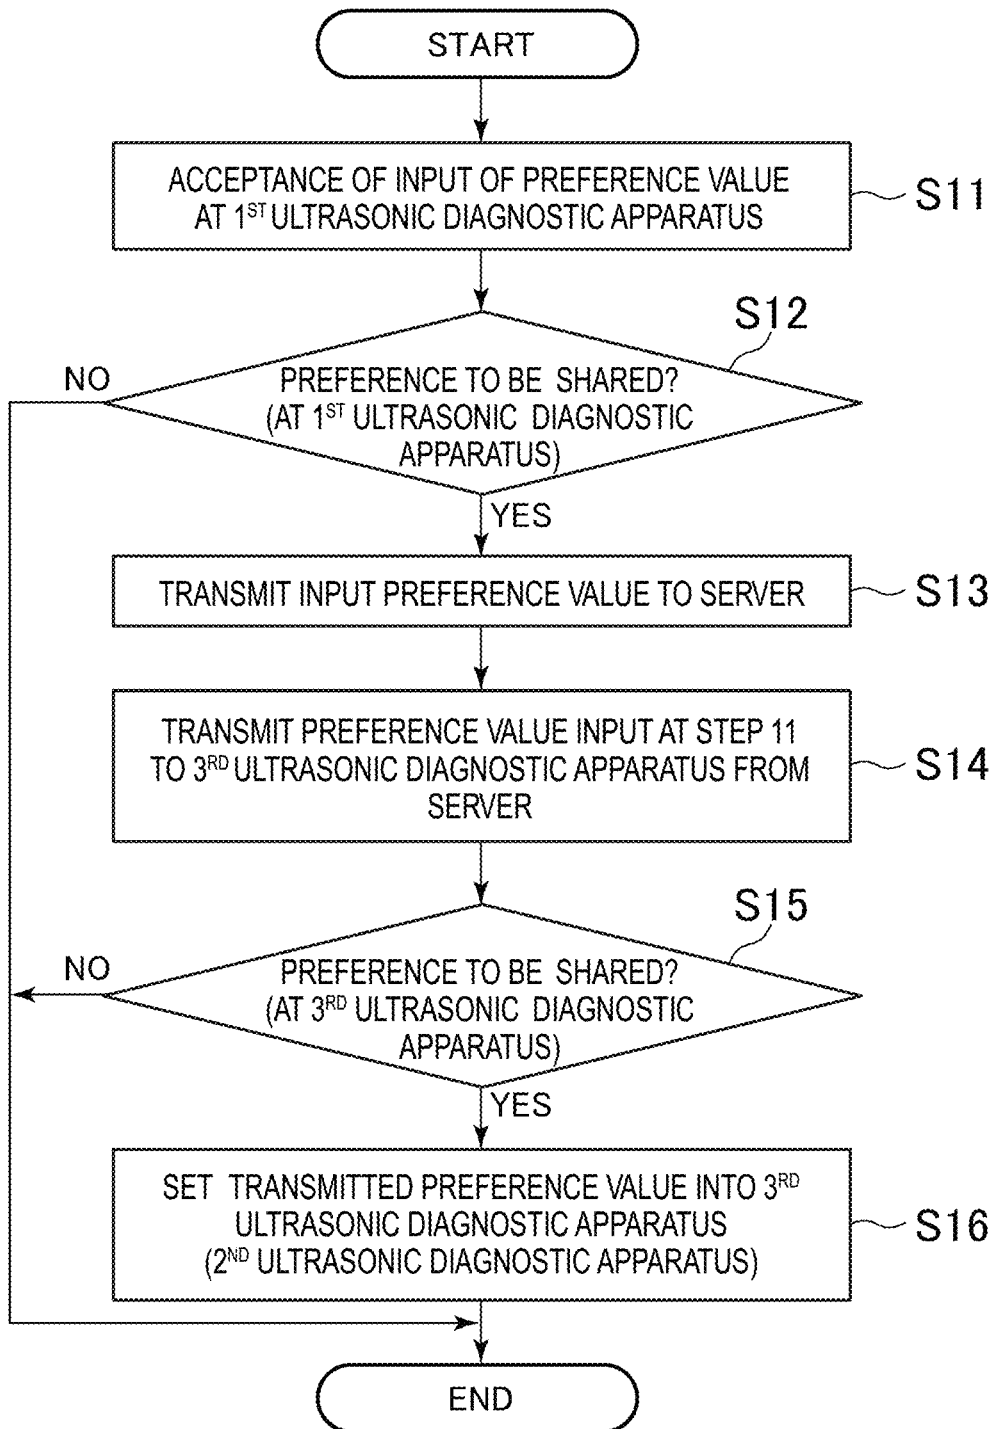 START
ACCEPTANCE OF INPUT OF PREFERENCE VALUE
AT 1ST ULTRASONIC DIAGNOSTIC APPARATUS
S11
S12
NO
PREFERENCE TO BE SHARED?
(AT 1ST ULTRASONIC DIAGNOSTIC
APPARATUS)
YES
TRANSMIT INPUT PREFERENCE VALUE TO SERVER
S13
TRANSMIT PREFERENCE VALUE INPUT AT STEP 11
TO 3RD ULTRASONIC DIAGNOSTIC APPARATUS FROM
SERVER
S14
S15
NO
PREFERENCE TO BE SHARED?
(AT 3RD ULTRASONIC DIAGNOSTIC
APPARATUS)
YES
SET TRANSMITTED PREFERENCE VALUE INTO 3RD
ULTRASONIC DIAGNOSTIC APPARATUS
(2ND ULTRASONIC DIAGNOSTIC APPARATUS)
S16
END